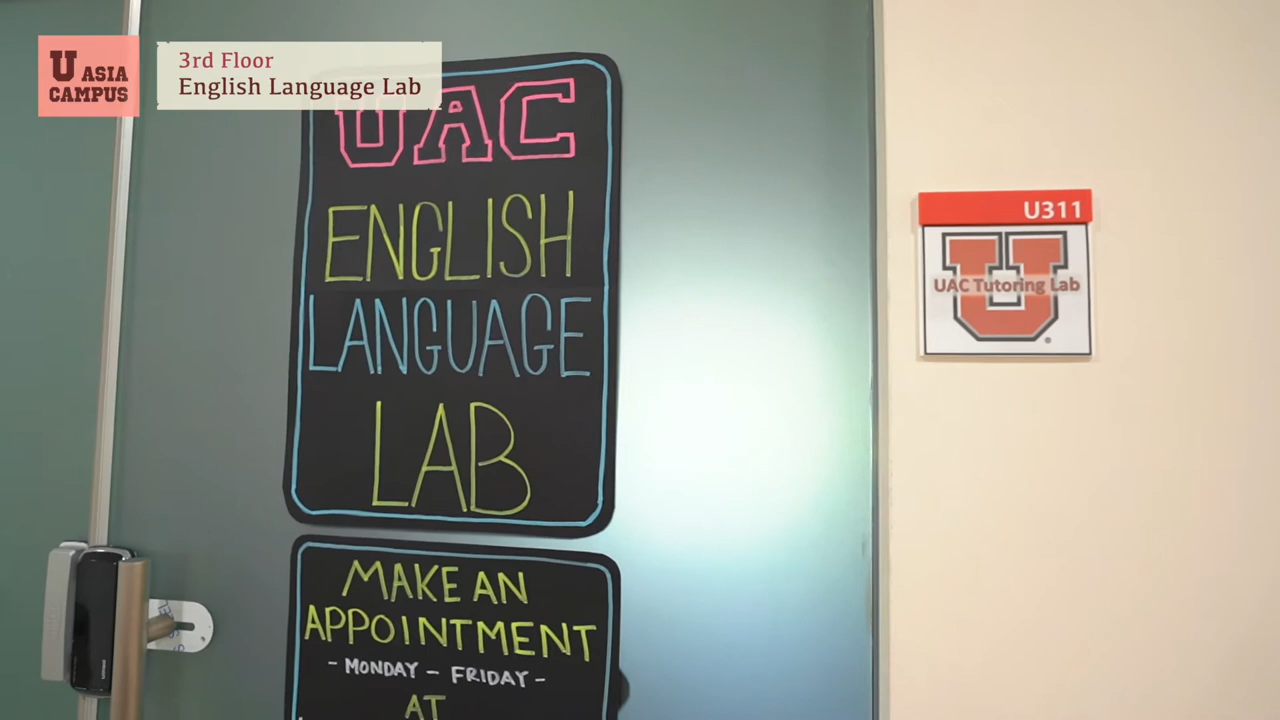 U ASIA
CAMPUS
3rd Floor
English Language Lab
UAC
ENGLISH
LANGUAGE
LAB
MAKE AN
APPOINTMENT
- MONDAY - FRIDAY -
AT
U311
U
UAC Tutoring Lab